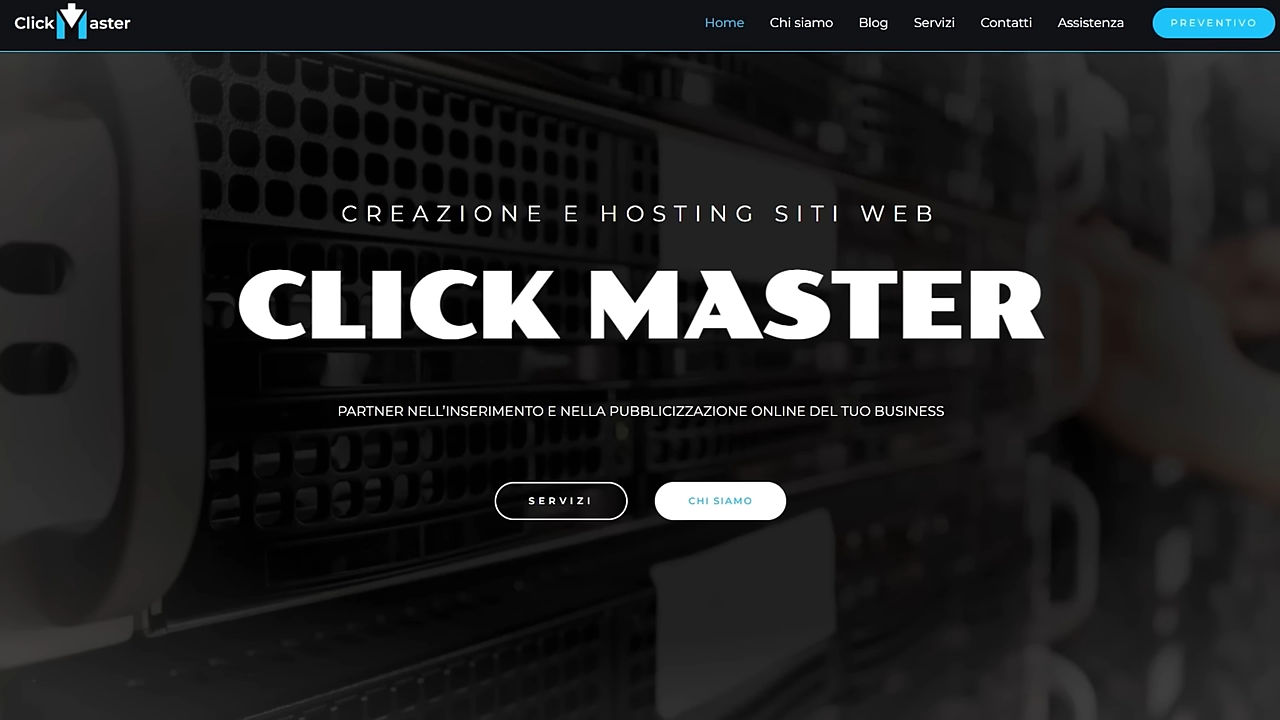 ClickMaster
Home
Chi siamo
Blog
Servizi
Contatti
Assistenza
PREVENTIVO
CREAZIONE E HOSTING SITI WEB
CLICK MASTER
PARTNER NELL'INSERIMENTO E NELLA PUBBLICIZZAZIONE ONLINE DEL TUO BUSINESS
SERVIZI
CHI SIAMO